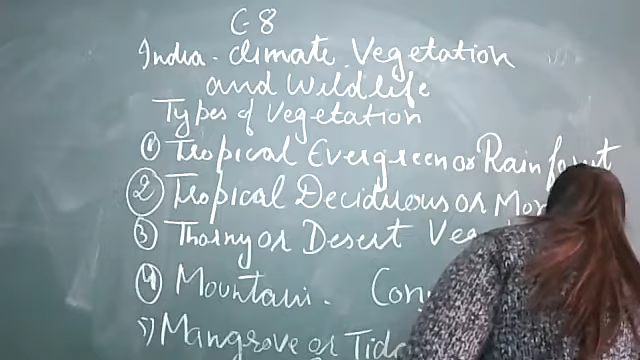 C-8
India-climate, Vegetation
and Wildlife
Types of Vegetation
① Tropical Evergreen or Rain forest
② Tropical Deciduous or Mon
③ Thorny or Desert Veg
④ Mountain. Con
5) Mangrove or Tid